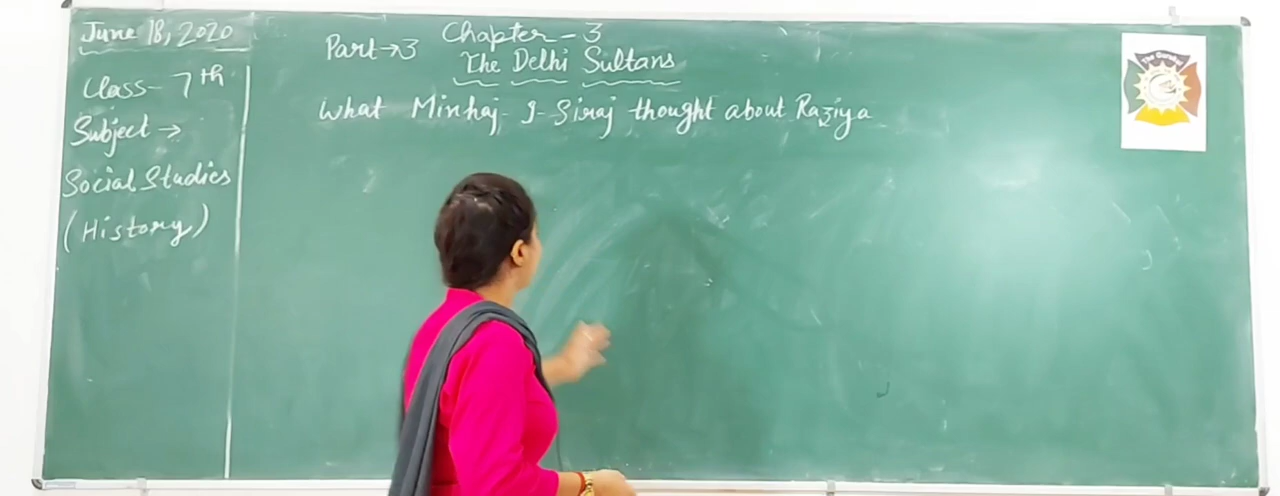 June 18, 2020
Class - 7th
Subject →
Social Studies
(History)
Part → 3 Chapter - 3
The Delhi Sultans
What Minhaj-I-Siraj thought about Raziya